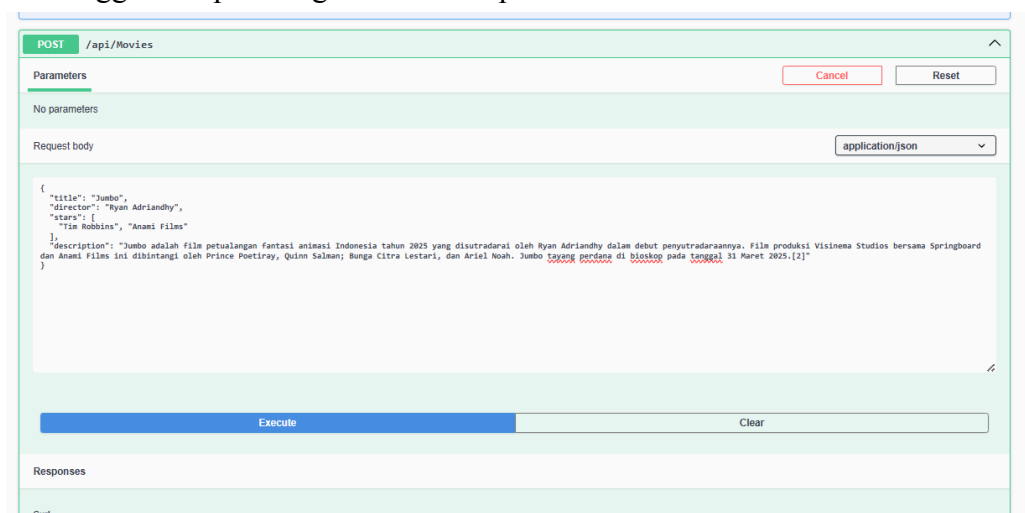 POST /api/Movies
Parameters
Cancel
Reset
No parameters
Request body
application/json
{
"title": "Jumbo",
"director": "Ryan Adriandhy",
"stars": [
"Tim Robbins", "Anami Films"
],
"description": "Jumbo adalah film petualangan fantasi animasi Indonesia tahun 2025 yang disutradarai oleh Ryan Adriandhy dalam debut penyutradaraannya. Film produksi Visinema Studios bersama Springboard
dan Anami Films ini dibintangi oleh Prince Poetiray, Quinn Salman; Bunga Citra Lestari, dan Ariel Noah. Jumbo tayang perdana di bioskop pada tanggal 31 Maret 2025.[2]"
}
Execute
Clear
Responses